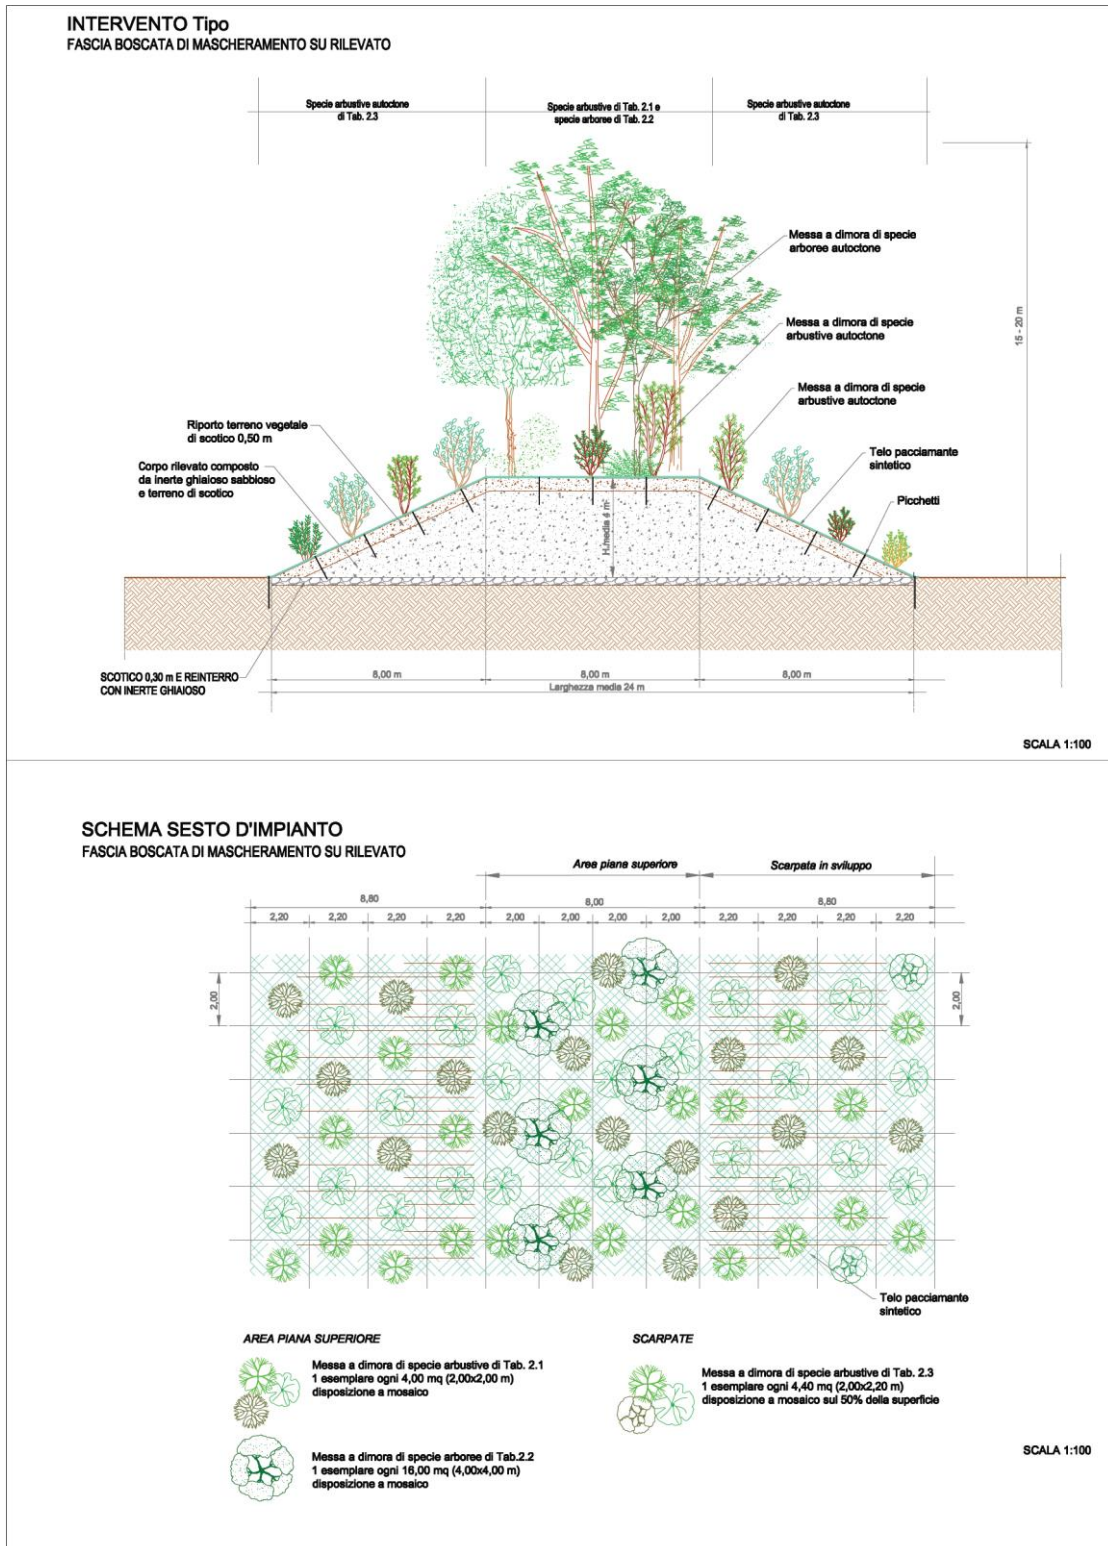 INTERVENTO Tipo
FASCIA BOSCATA DI MASCHERAMENTO SU RILEVATO
Specie arbustive autoctone
di Tab. 2.3
Specie arbustive di Tab. 2.1 e
specie arboree di Tab. 2.2
Specie arbustive autoctone
di Tab. 2.3
Messa a dimora di specie
arboree autoctone
15 - 20 m
Messa a dimora di specie
arbustive autoctone
Messa a dimora di specie
arbustive autoctone
Riporto terreno vegetale
di scotico 0,50 m
Telo pacciamante
sintetico
Corpo rilevato composto
da inerte ghiaioso sabbioso
e terreno di scotico
Picchetti
H.media 4 m
SCOTICO 0,30 m E REINTERRO
CON INERTE GHIAIOSO
8,00 m
8,00 m
8,00 m
Larghezza media 24 m
SCALA 1:100
SCHEMA SESTO D'IMPIANTO
FASCIA BOSCATA DI MASCHERAMENTO SU RILEVATO
Area piana superiore
Scarpata in sviluppo
8,80
8,00
8,80
2,20
2,20
2,20
2,20
2,00
2,00
2,00
2,00
2,20
2,20
2,20
2,20
2,00
2,00
Telo pacciamante
sintetico
AREA PIANA SUPERIORE
Messa a dimora di specie arbustive di Tab. 2.1
1 esemplare ogni 4,00 mq (2,00x2,00 m)
disposizione a mosaico
Messa a dimora di specie arboree di Tab.2.2
1 esemplare ogni 16,00 mq (4,00x4,00 m)
disposizione a mosaico
SCARPATE
Messa a dimora di specie arbustive di Tab. 2.3
1 esemplare ogni 4,40 mq (2,00x2,20 m)
disposizione a mosaico sul 50% della superficie
SCALA 1:100